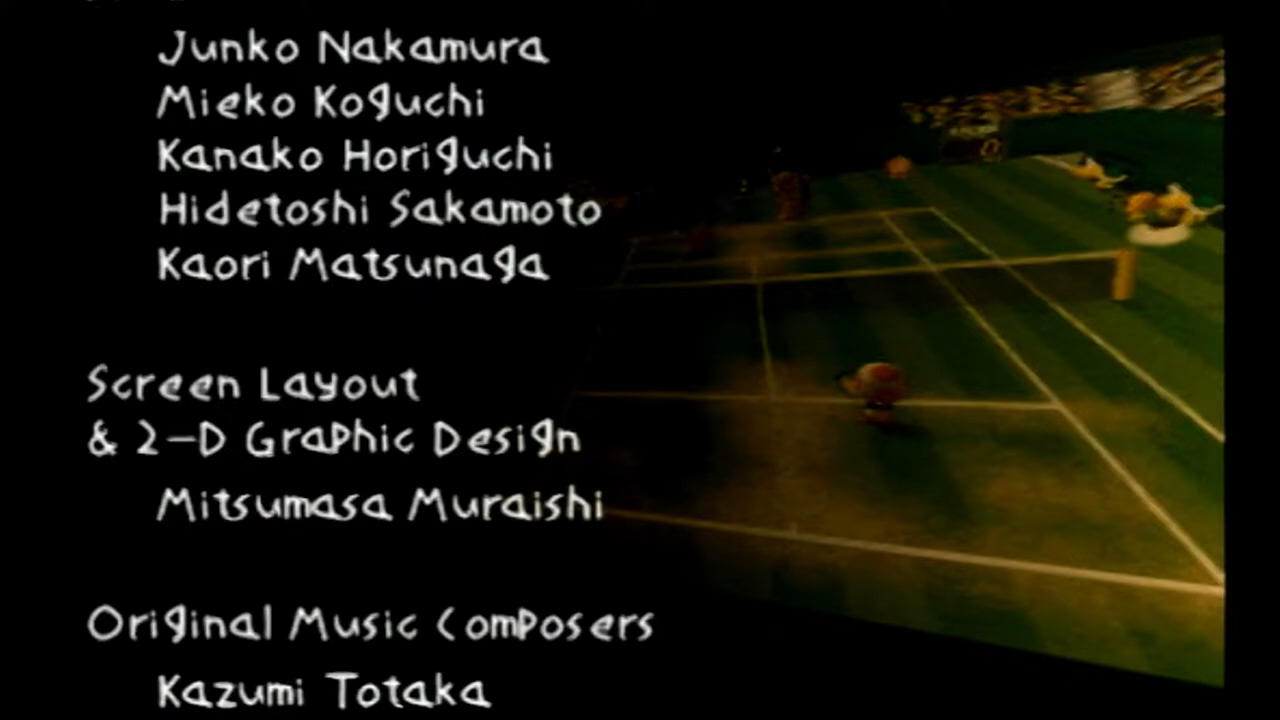 Junko Nakamura
Mieko Koguchi
Kanako Horiguchi
Hidetoshi Sakamoto
Kaori Matsunaga
Screen Layout
& 2-D Graphic Design
Mitsumasa Muraishi
Original Music Composers
Kazumi Totaka